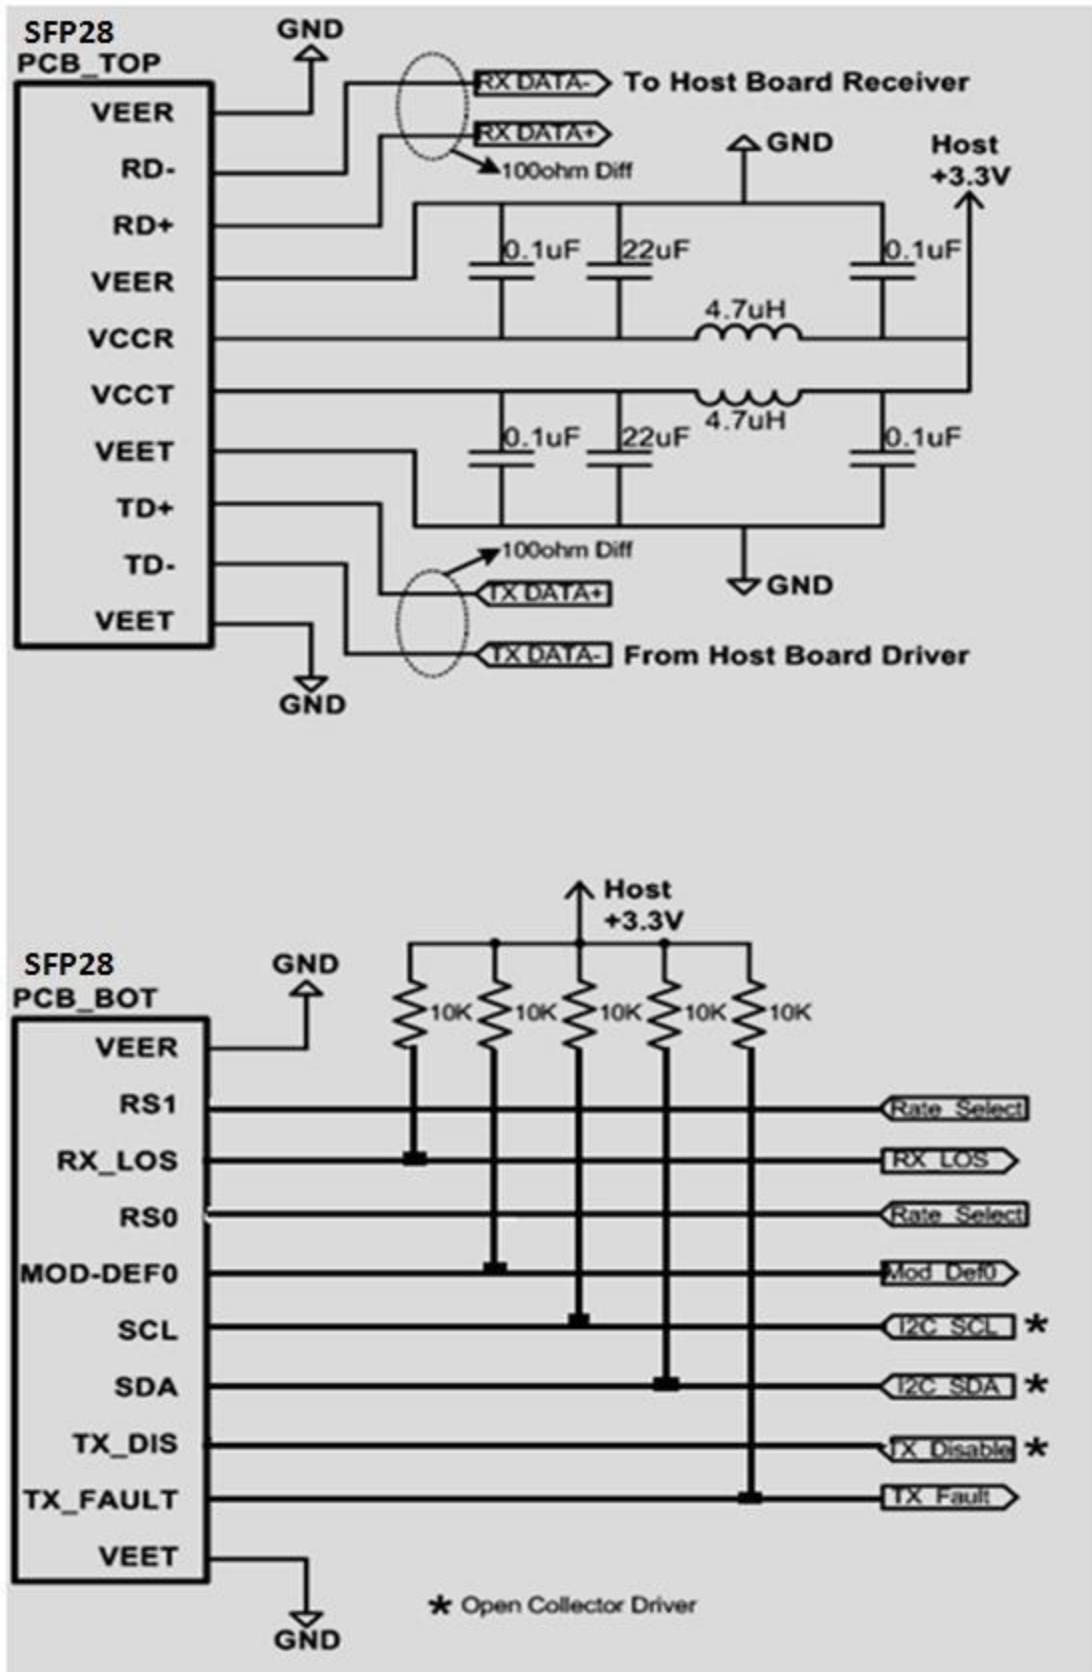 SFP28
PCB_TOP
GND
VEER
RX DATA-
To Host Board Receiver
RD-
RX DATA+
100ohm Diff
GND
Host
+3.3V
RD+
0.1uF
22uF
0.1uF
VEER
4.7uH
VCCR
VCCT
4.7uH
0.1uF
22uF
0.1uF
VEET
TD+
100ohm Diff
TD-
TX DATA+
GND
VEET
TX DATA-
From Host Board Driver
GND
Host
+3.3V
SFP28
PCB_BOT
GND
10K
10K
10K
10K
10K
VEER
RS1
Rate Select
RX_LOS
RX LOS
RS0
Rate Select
MOD-DEF0
Mod Def0
SCL
I2C SCL *
SDA
I2C SDA *
TX_DIS
TX Disable *
TX_FAULT
TX Fault
VEET
* Open Collector Driver
GND